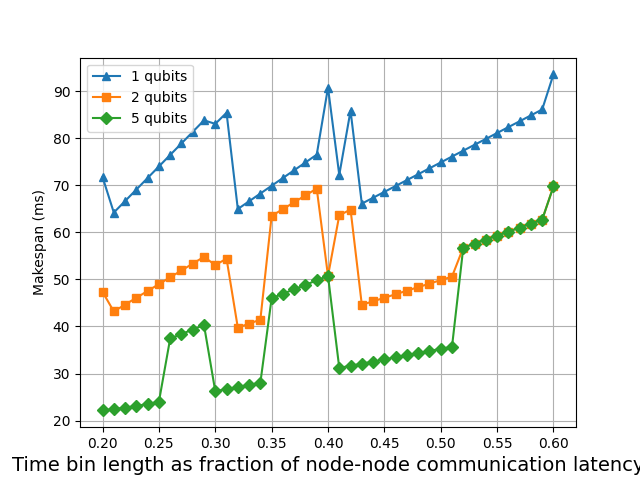 1 qubits
2 qubits
5 qubits
Makespan (ms)
90
80
70
60
50
40
30
20
0.20 0.25 0.30 0.35 0.40 0.45 0.50 0.55 0.60
Time bin length as fraction of node-node communication latency